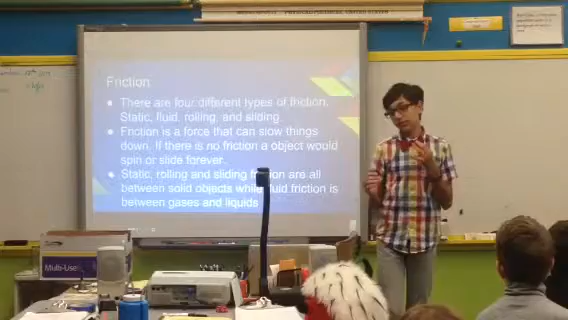 Friction
● There are four different types of friction.
Static, fluid, rolling, and sliding.
● Friction is a force that can slow things
down. If there is no friction a object would
spin or slide forever.
● Static, rolling and sliding friction are all
between solid objects while fluid friction is
between gases and liquids
Multi-Use